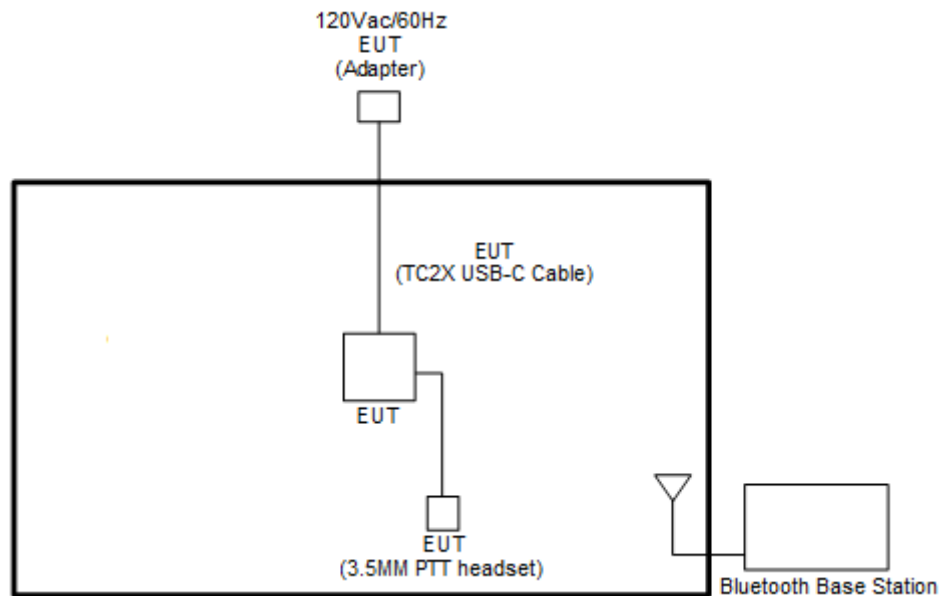 120Vac/60Hz
EUT
(Adapter)
EUT
(TC2X USB-C Cable)
EUT
EUT
(3.5MM PTT headset)
Bluetooth Base Station